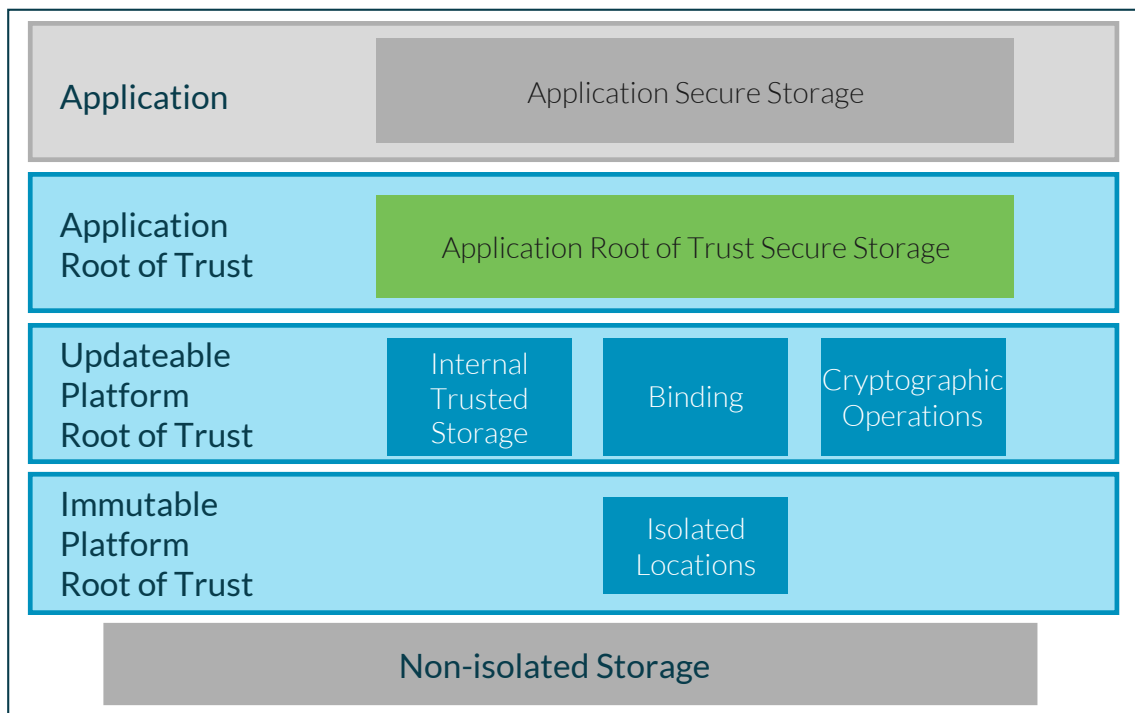 Application
Application Secure Storage
Application
Root of Trust
Application Root of Trust Secure Storage
Updateable
Platform
Root of Trust
Internal
Trusted
Storage
Binding
Cryptographic
Operations
Immutable
Platform
Root of Trust
Isolated
Locations
Non-isolated Storage